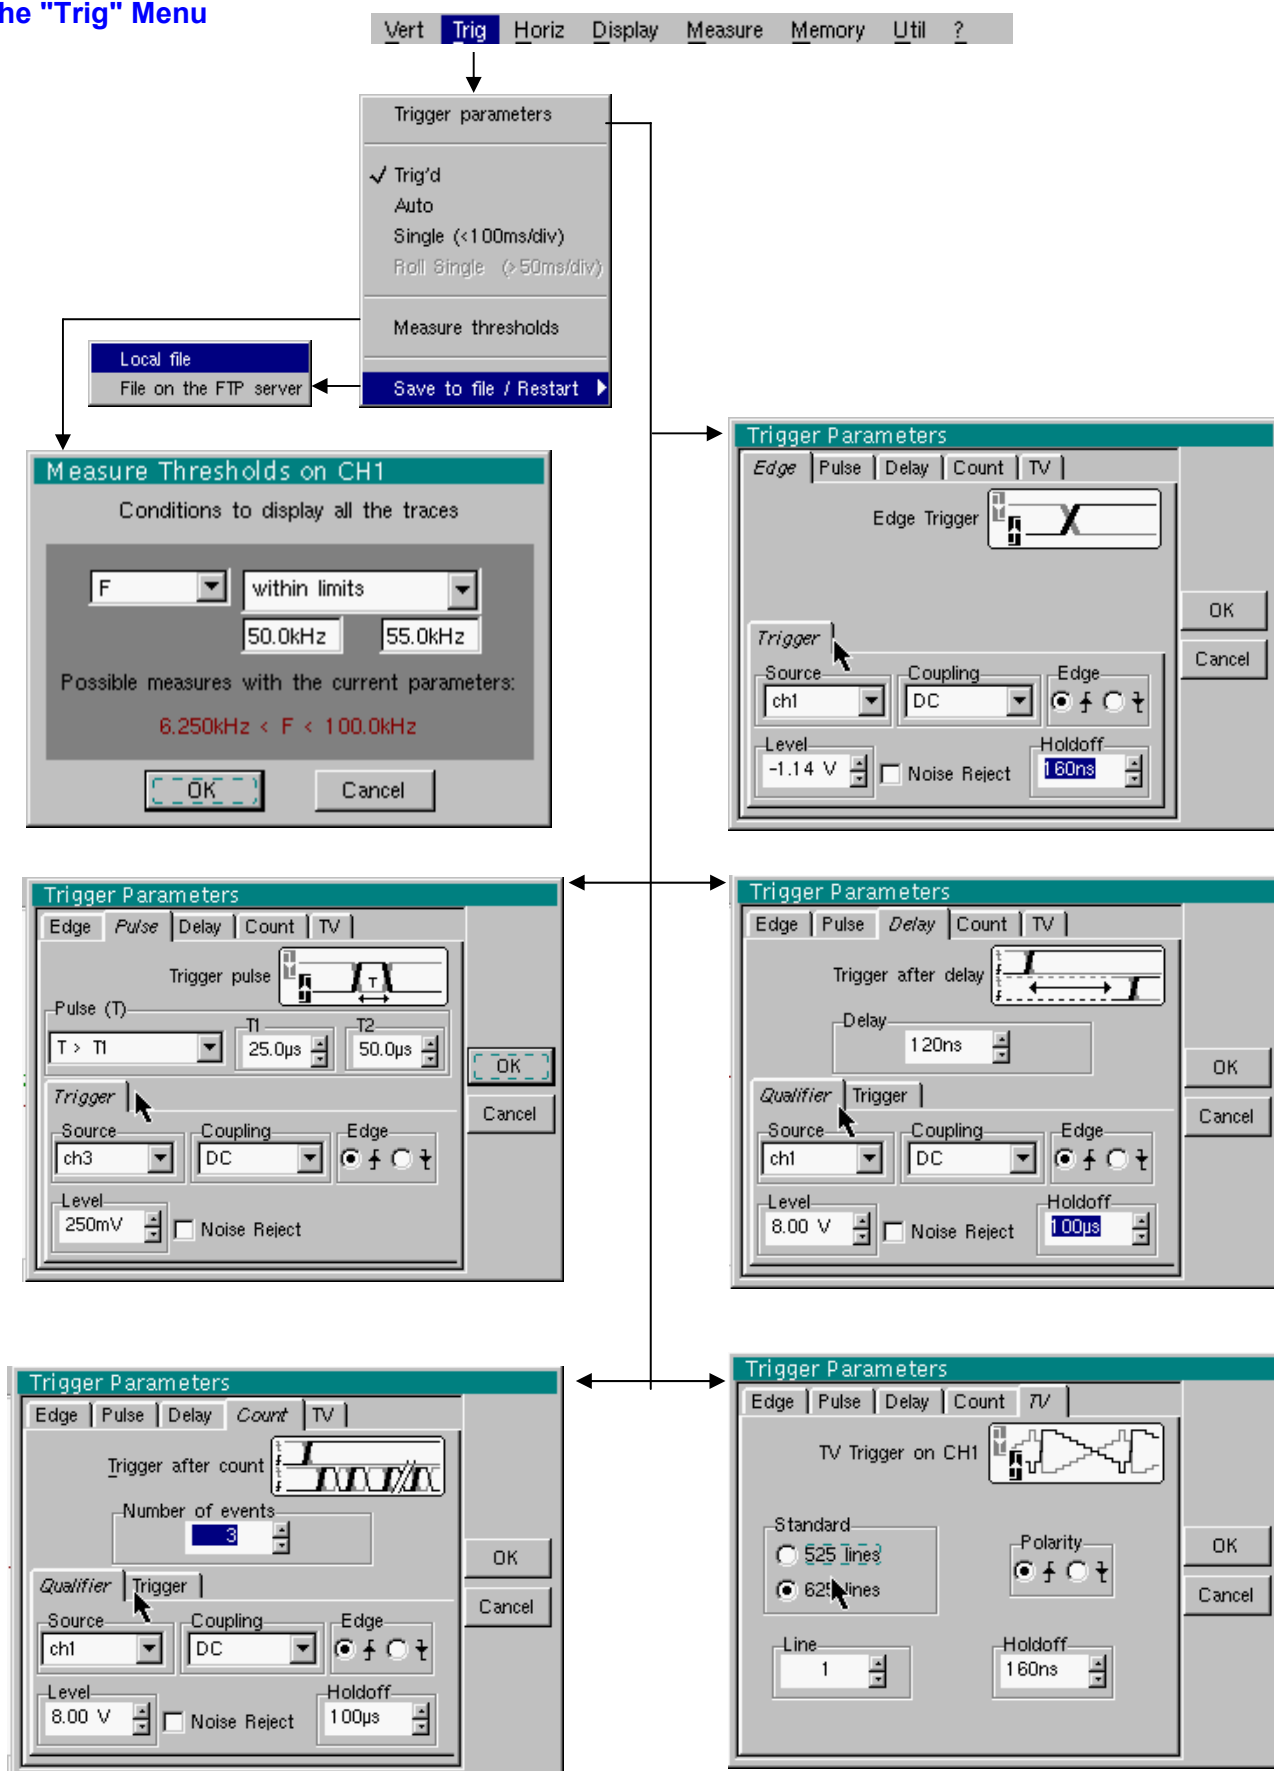 he "Trig" Menu
Vert Trig Horiz Display Measure Memory Util ?
Trigger parameters
Trig'd
Auto
Single (<100ms/div)
Roll Single (>50ms/div)
Measure thresholds
Save to file / Restart
Local file
File on the FTP server
Measure Thresholds on CH1
Conditions to display all the traces
F within limits
50.0kHz 55.0kHz
Possible measures with the current parameters:
6.250kHz < F < 100.0kHz
OK Cancel
Trigger Parameters
Edge Pulse Delay Count TV
Edge Trigger
Trigger
Source Coupling Edge
ch1 DC
Level Holdoff
-1.14 V Noise Reject 160ns
OK
Cancel
Trigger Parameters
Edge Pulse Delay Count TV
Trigger pulse
T
Pulse (T)
T1 T2
T > T1 25.0µs 50.0µs
Trigger
Source Coupling Edge
ch3 DC
Level
250mV Noise Reject
OK
Cancel
Trigger Parameters
Edge Pulse Delay Count TV
Trigger after delay
Delay
120ns
Qualifier Trigger
Source Coupling Edge
ch1 DC
Level Holdoff
8.00 V Noise Reject 100µs
OK
Cancel
Trigger Parameters
Edge Pulse Delay Count TV
Trigger after count
Number of events
3
Qualifier Trigger
Source Coupling Edge
ch1 DC
Level Holdoff
8.00 V Noise Reject 100µs
OK
Cancel
Trigger Parameters
Edge Pulse Delay Count TV
TV Trigger on CH1
Standard
525 lines
625 lines
Polarity
Line Holdoff
1 160ns
OK
Cancel